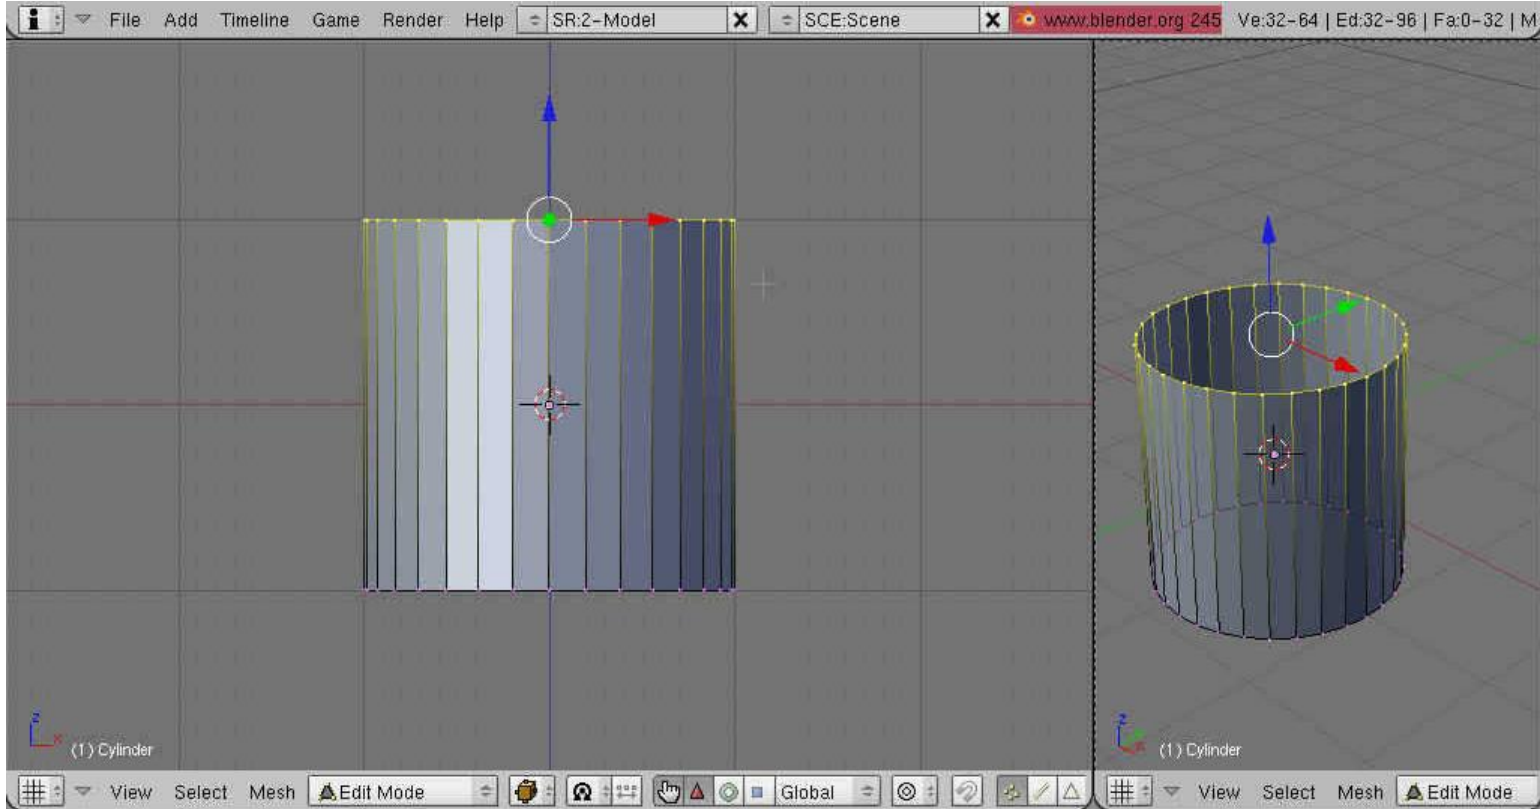 File Add Timeline Game Render Help SR:2-Model SCE:Scene www.blender.org 245 Ve:32-64 | Ed:32-96 | Fa:0-32 | M
z
x
(1) Cylinder
z
(1) Cylinder
View Select Mesh Edit Mode Global
View Select Mesh Edit Mode